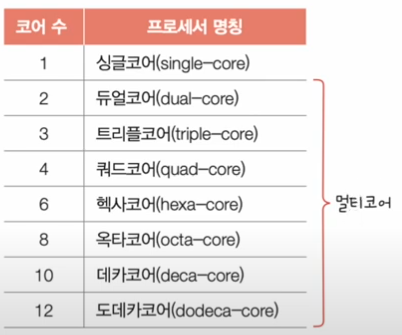 코어 수 프로세서 명칭
1 싱글코어(single-core)
2 듀얼코어(dual-core)
3 트리플코어(triple-core)
4 쿼드코어(quad-core)
6 헥사코어(hexa-core)
8 옥타코어(octa-core)
10 데카코어(deca-core)
12 도데카코어(dodeca-core)
멀티코어